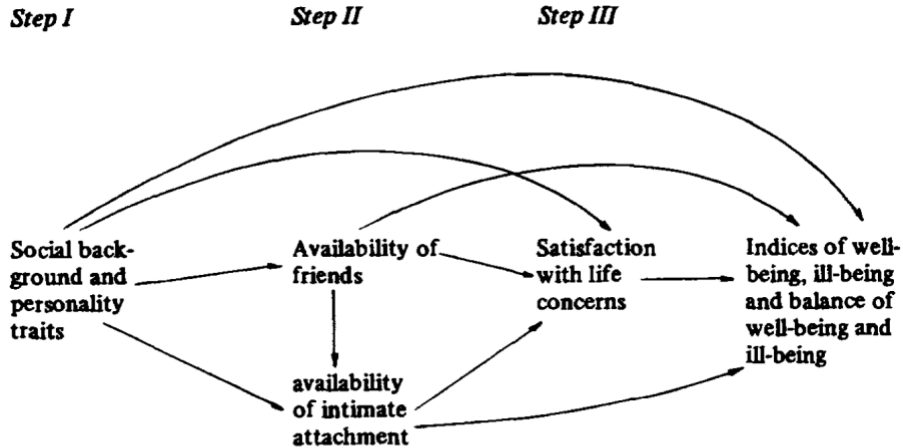 Step I
Step II
Step III
Social back-
ground and
personality
traits
Availability of
friends
availability
of intimate
attachment
Satisfaction
with life
concerns
Indices of well-
being, ill-being
and balance of
well-being and
ill-being